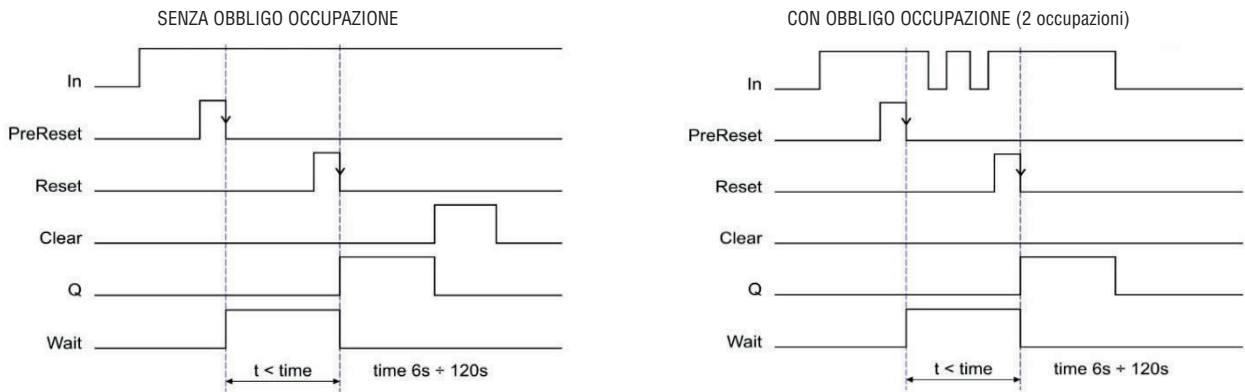 SENZA OBBLIGO OCCUPAZIONE
In
PreReset
Reset
Clear
Q
Wait
t < time
time 6s ÷ 120s
CON OBBLIGO OCCUPAZIONE (2 occupazioni)
In
PreReset
Reset
Clear
Q
Wait
t < time
time 6s ÷ 120s